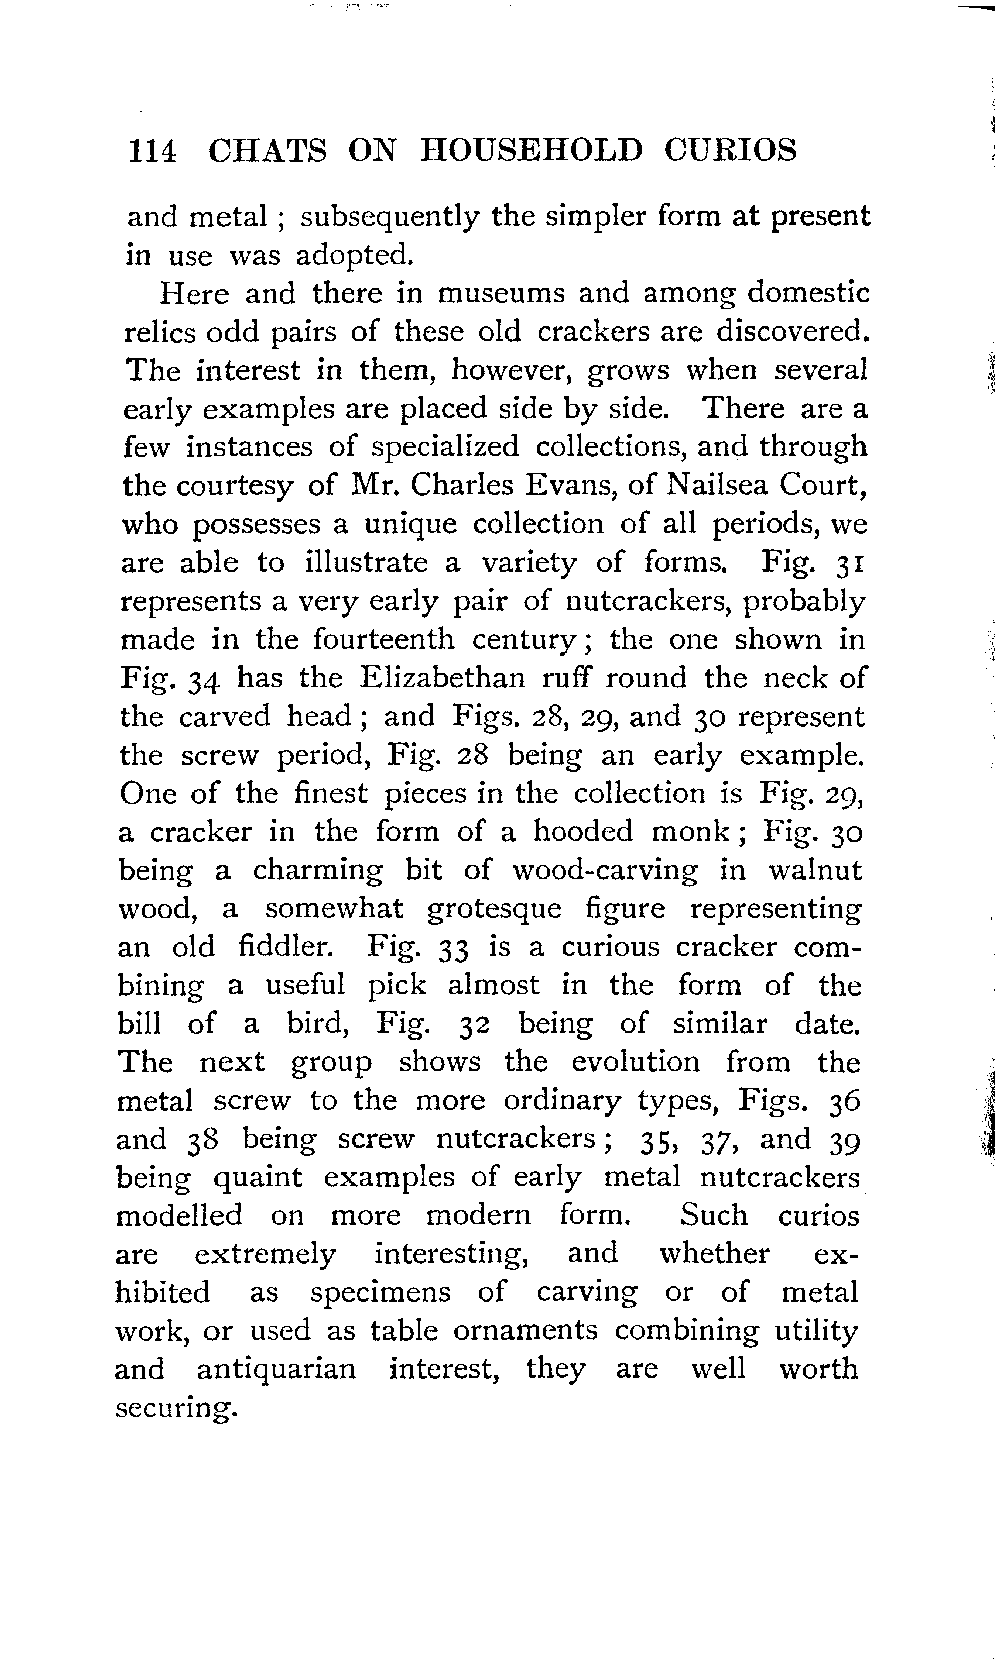 114 CHATS ON HOUSEHOLD CURIOS
and metal ; subsequently the simpler form at present
in use was adopted.
Here and there in museums and among domestic
relics odd pairs of these old crackers are discovered.
The interest in them, however, grows when several
early examples are placed side by side. There are a
few instances of specialized collections, and through
the courtesy of Mr. Charles Evans, of Nailsea Court,
who possesses a unique collection of all periods, we
are able to illustrate a variety of forms. Fig. 31
represents a very early pair of nutcrackers, probably
made in the fourteenth century ; the one shown in
Fig. 34 has the Elizabethan ruff round the neck of
the carved head ; and Figs. 28, 29, and 30 represent
the screw period, Fig. 28 being an early example.
One of the finest pieces in the collection is Fig. 29,
a cracker in the form of a hooded monk ; Fig. 30
being a charming bit of wood-carving in walnut
wood, a somewhat grotesque figure representing
an old fiddler. Fig. 33 is a curious cracker com-
bining a useful pick almost in the form of the
bill of a bird, Fig. 32 being of similar date.
The next group shows the evolution from the
metal screw to the more ordinary types, Figs. 36
and 38 being screw nutcrackers ; 35, 37, and 39
being quaint examples of early metal nutcrackers
modelled on more modern form. Such curios
are extremely interesting, and whether ex-
hibited as specimens of carving or of metal
work, or used as table ornaments combining utility
and antiquarian interest, they are well worth
securing.